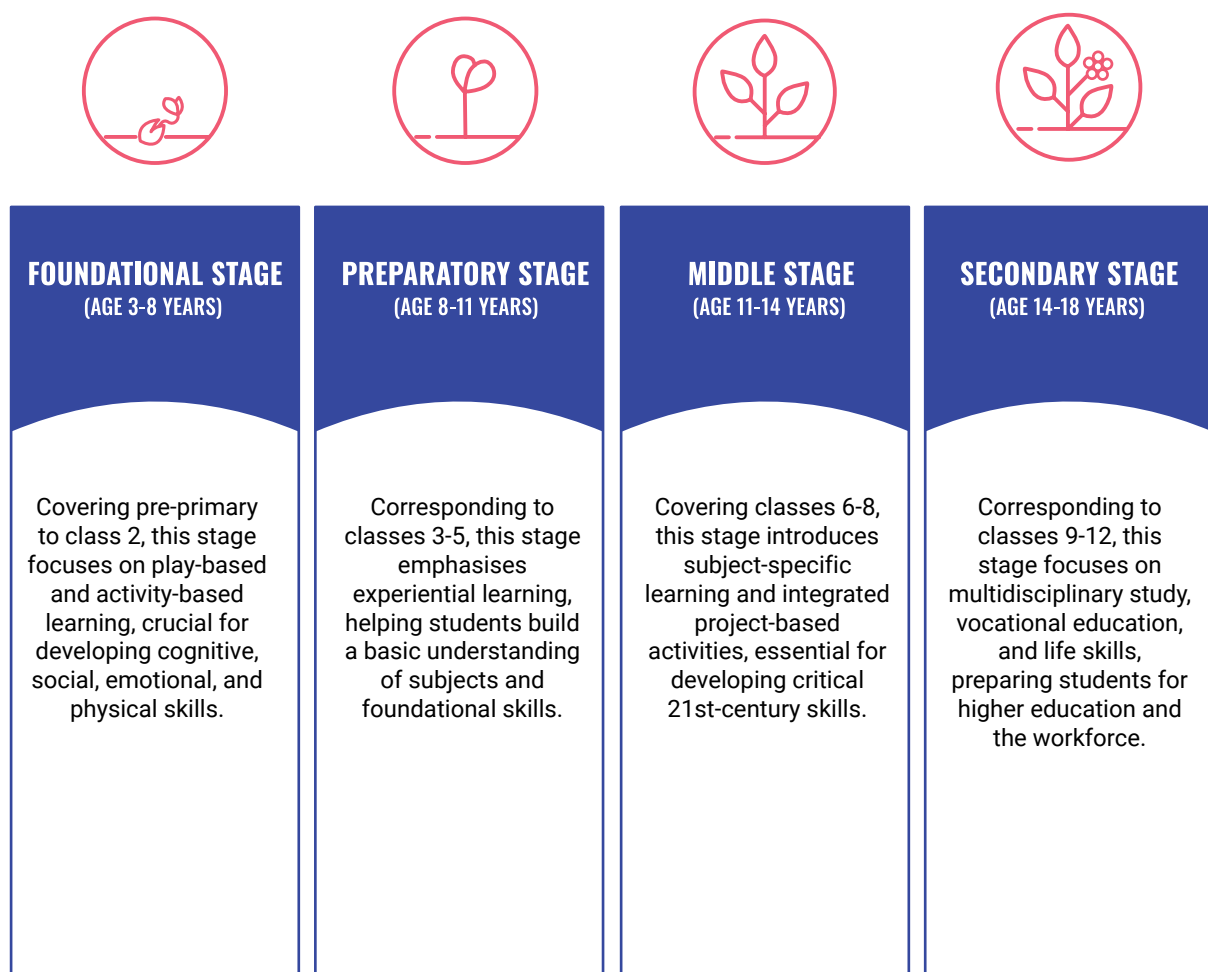 FOUNDATIONAL STAGE
(AGE 3-8 YEARS)
Covering pre-primary
to class 2, this stage
focuses on play-based
and activity-based
learning, crucial for
developing cognitive,
social, emotional, and
physical skills.
PREPARATORY STAGE
(AGE 8-11 YEARS)
Corresponding to
classes 3-5, this stage
emphasises
experiential learning,
helping students build
a basic understanding
of subjects and
foundational skills.
MIDDLE STAGE
(AGE 11-14 YEARS)
Covering classes 6-8,
this stage introduces
subject-specific
learning and integrated
project-based
activities, essential for
developing critical
21st-century skills.
SECONDARY STAGE
(AGE 14-18 YEARS)
Corresponding to
classes 9-12, this
stage focuses on
multidisciplinary study,
vocational education,
and life skills,
preparing students for
higher education and
the workforce.